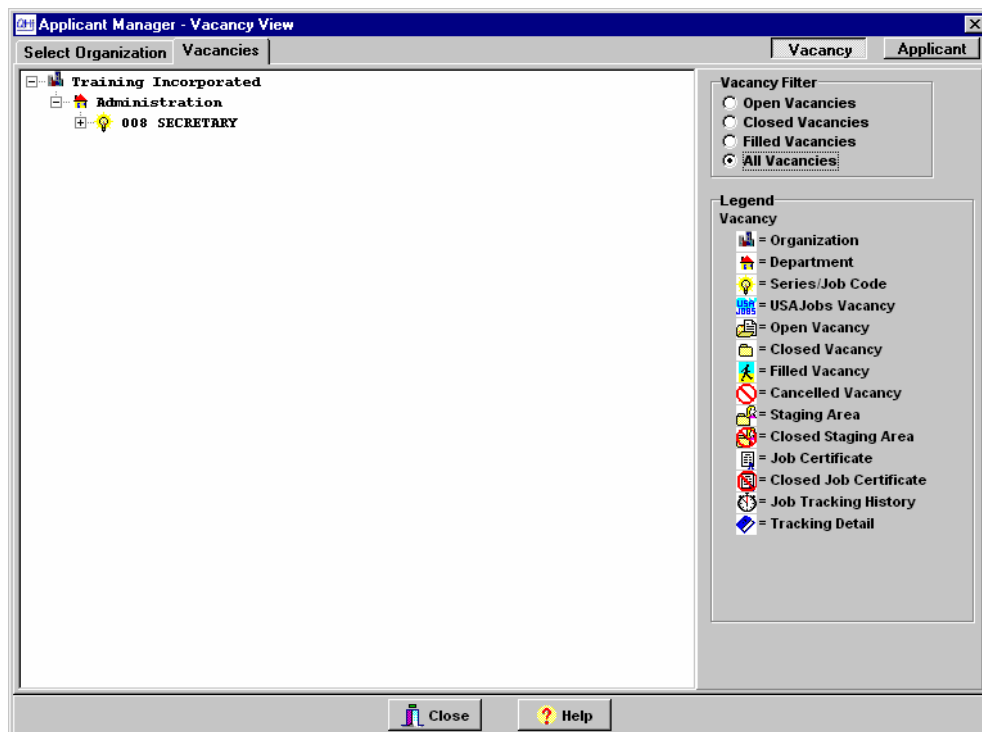 Applicant Manager - Vacancy View
Select Organization Vacancies Vacancy Applicant
Training Incorporated
Administration
008 SECRETARY
Vacancy Filter
Open Vacancies
Closed Vacancies
Filled Vacancies
All Vacancies
Legend
Vacancy
= Organization
= Department
= Series/Job Code
USA JOBS = USAJobs Vacancy
= Open Vacancy
= Closed Vacancy
= Filled Vacancy
= Cancelled Vacancy
= Staging Area
= Closed Staging Area
= Job Certificate
= Closed Job Certificate
= Job Tracking History
= Tracking Detail
Close ? Help